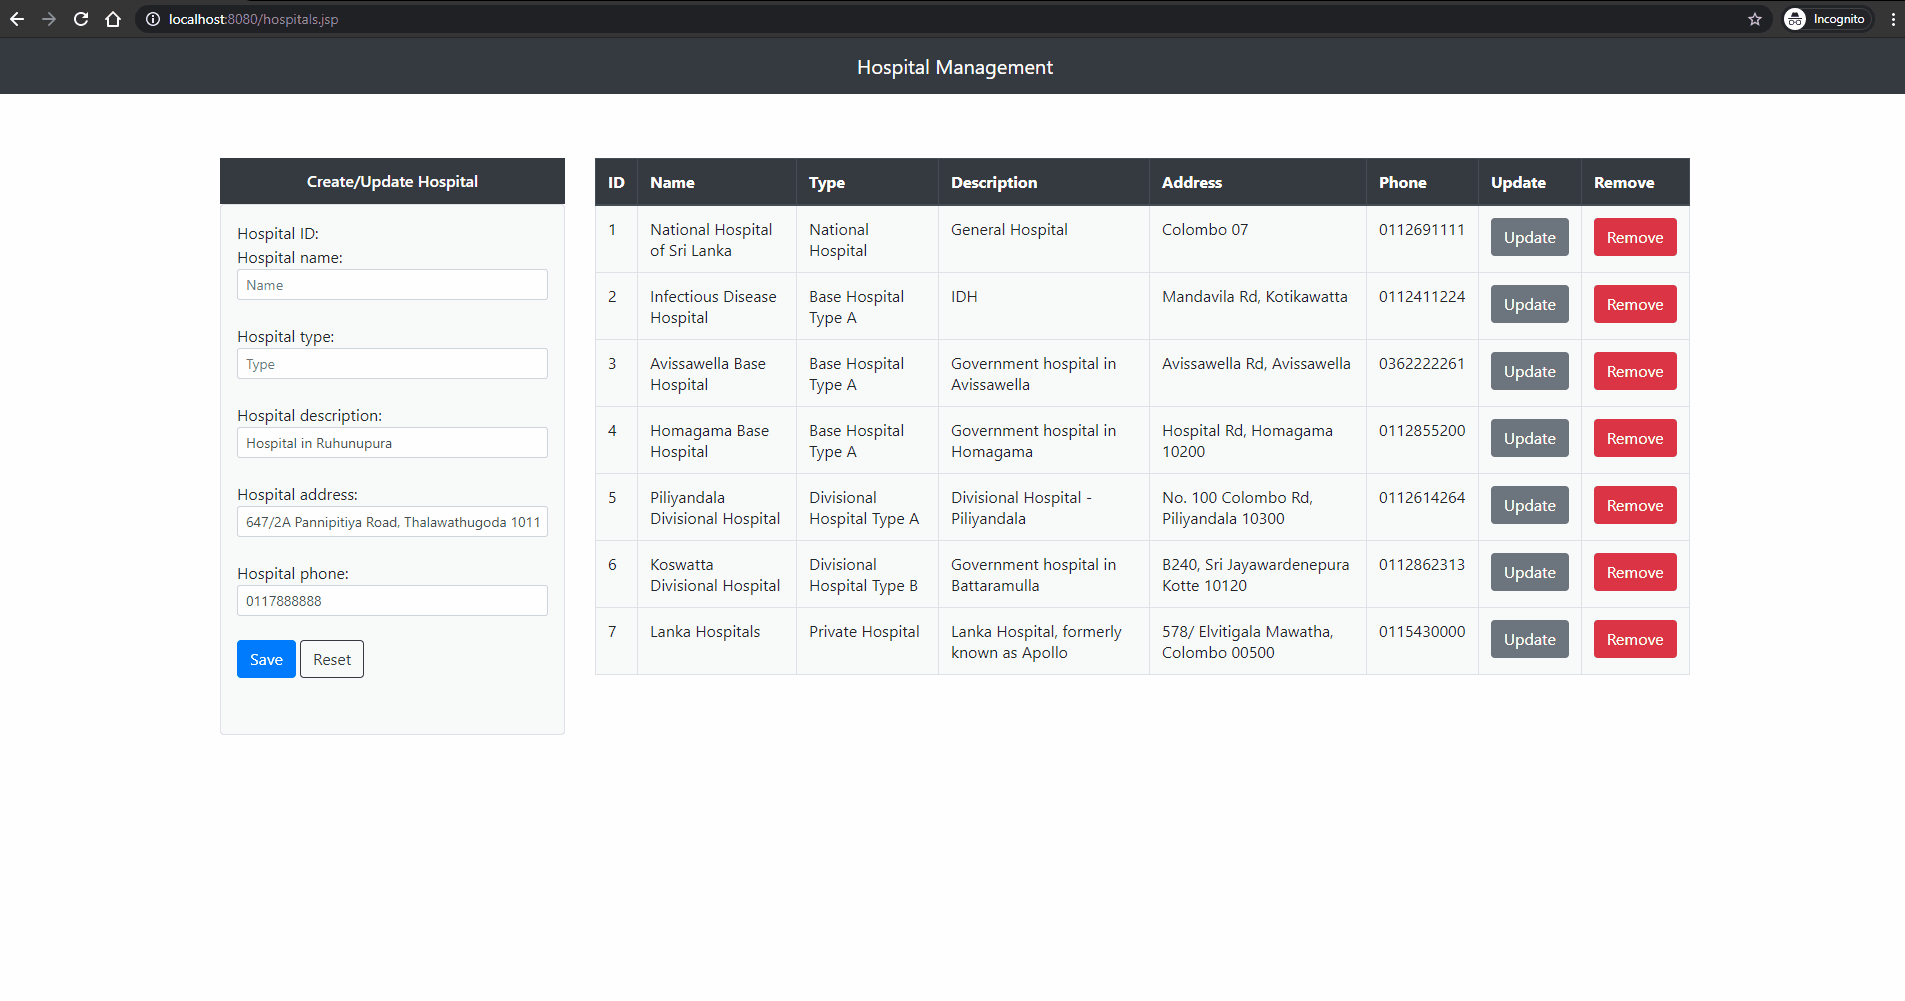 localhost:8080/hospitals.jsp
Incognito
Hospital Management
Create/Update Hospital
Hospital ID:
Hospital name:
Name
Hospital type:
Type
Hospital description:
Hospital in Ruhunupura
Hospital address:
647/2A Pannipitiya Road, Thalawathugoda 1011
Hospital phone:
0117888888
Save Reset
ID Name Type Description Address Phone Update Remove
1 National Hospital National General Hospital Colombo 07 0112691111 Update Remove
of Sri Lanka Hospital
2 Infectious Disease Base Hospital IDH Mandavila Rd, Kotikawatta 0112411224 Update Remove
Hospital Type A
3 Avissawella Base Base Hospital Government hospital in Avissawella Rd, Avissawella 0362222261 Update Remove
Hospital Type A Avissawella
4 Homagama Base Base Hospital Government hospital in Hospital Rd, Homagama 0112855200 Update Remove
Hospital Type A Homagama 10200
5 Piliyandala Divisional Divisional Hospital - No. 100 Colombo Rd, 0112614264 Update Remove
Divisional Hospital Hospital Type A Piliyandala Piliyandala 10300
6 Koswatta Divisional Government hospital in B240, Sri Jayawardenepura 0112862313 Update Remove
Divisional Hospital Hospital Type B Battaramulla Kotte 10120
7 Lanka Hospitals Private Hospital Lanka Hospital, formerly 578/ Elvitigala Mawatha, 0115430000 Update Remove
known as Apollo Colombo 00500